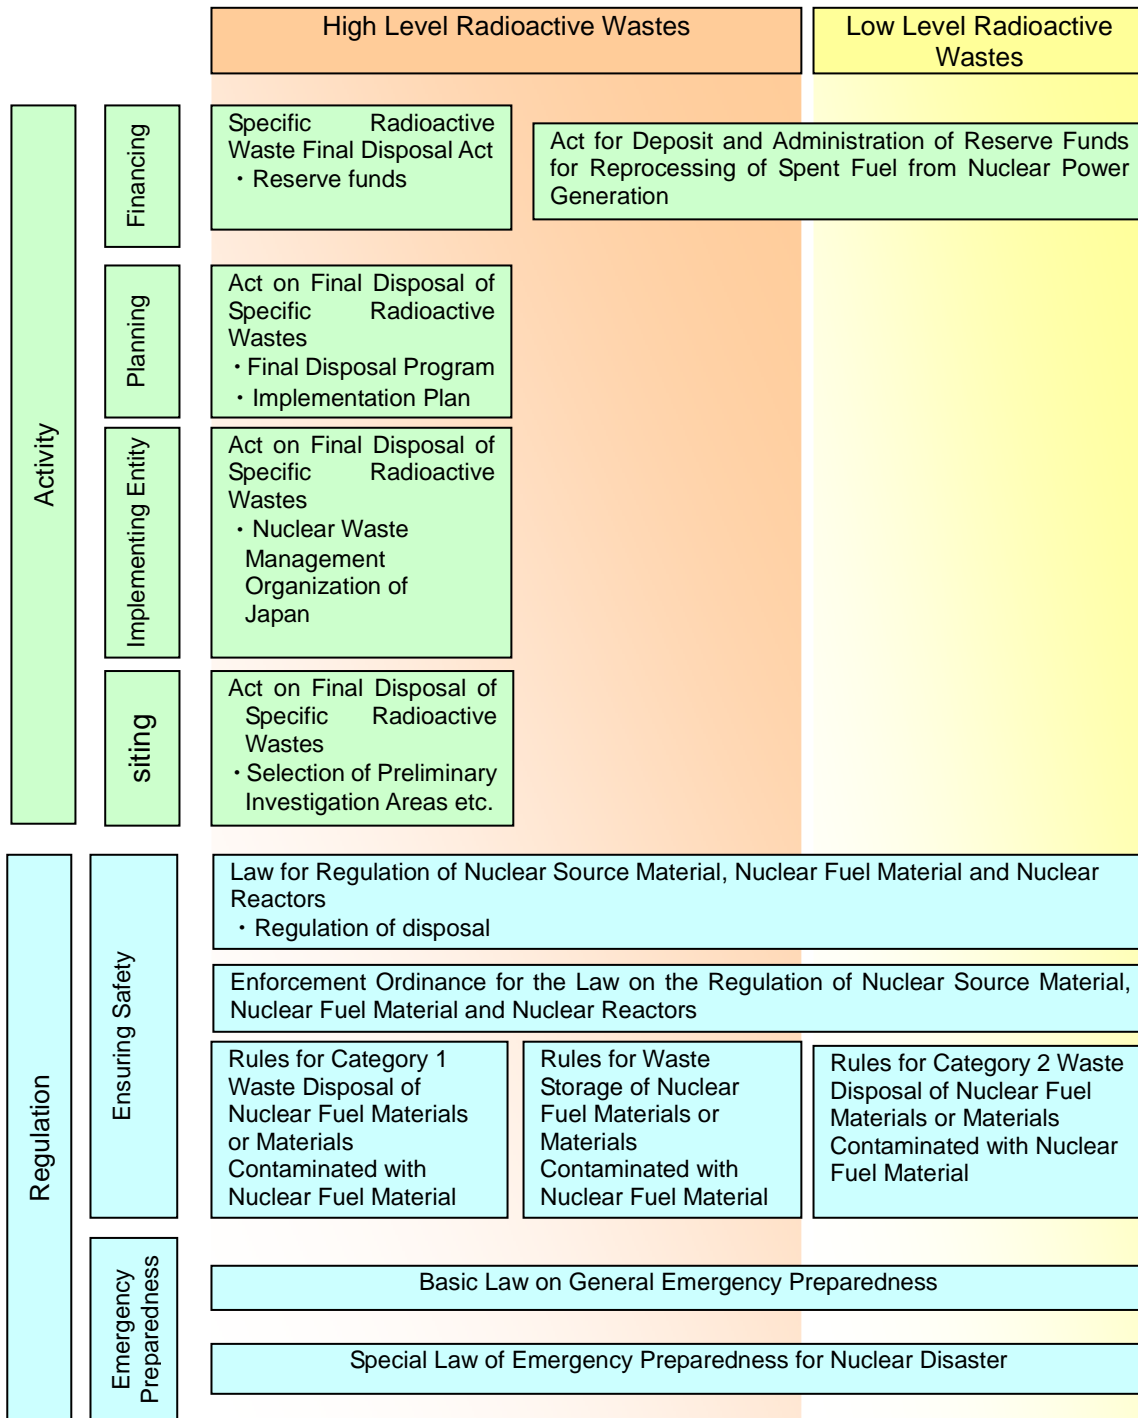 High Level Radioactive Wastes
Low Level Radioactive
Wastes
Activity
Financing
Specific Radioactive
Waste Final Disposal Act
・Reserve funds
Act for Deposit and Administration of Reserve Funds
for Reprocessing of Spent Fuel from Nuclear Power
Generation
Planning
Act on Final Disposal of
Specific Radioactive
Wastes
・Final Disposal Program
・Implementation Plan
Implementing Entity
Act on Final Disposal of
Specific Radioactive
Wastes
・Nuclear Waste
Management
Organization of
Japan
siting
Act on Final Disposal of
Specific Radioactive
Wastes
・Selection of Preliminary
Investigation Areas etc.
Regulation
Ensuring Safety
Law for Regulation of Nuclear Source Material, Nuclear Fuel Material and Nuclear
Reactors
・Regulation of disposal
Enforcement Ordinance for the Law on the Regulation of Nuclear Source Material,
Nuclear Fuel Material and Nuclear Reactors
Rules for Category 1
Waste Disposal of
Nuclear Fuel Materials
or Materials
Contaminated with
Nuclear Fuel Material
Rules for Waste
Storage of Nuclear
Fuel Materials or
Materials
Contaminated with
Nuclear Fuel Material
Rules for Category 2 Waste
Disposal of Nuclear Fuel
Materials or Materials
Contaminated with Nuclear
Fuel Material
Emergency
Preparedness
Basic Law on General Emergency Preparedness
Special Law of Emergency Preparedness for Nuclear Disaster